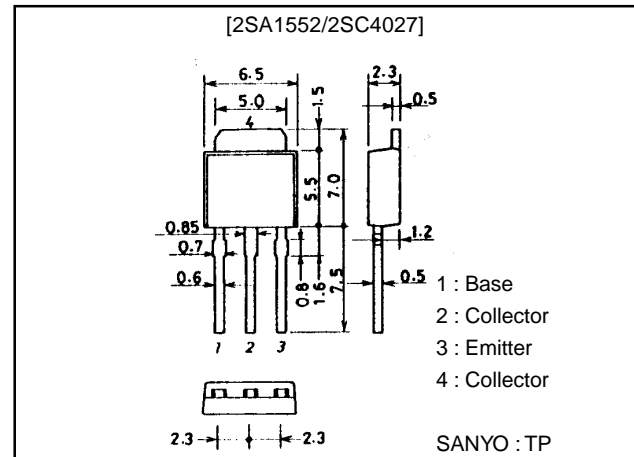 [2SA1552/2SC4027]
6.5
2.3
5.0
1.5
0.5
4
5.5
7.0
0.85
1.2
0.7
0.8
1.6
7.5
0.6
0.5
1 : Base
2 : Collector
3 : Emitter
4 : Collector
1 2 3
2.3 2.3
SANYO : TP